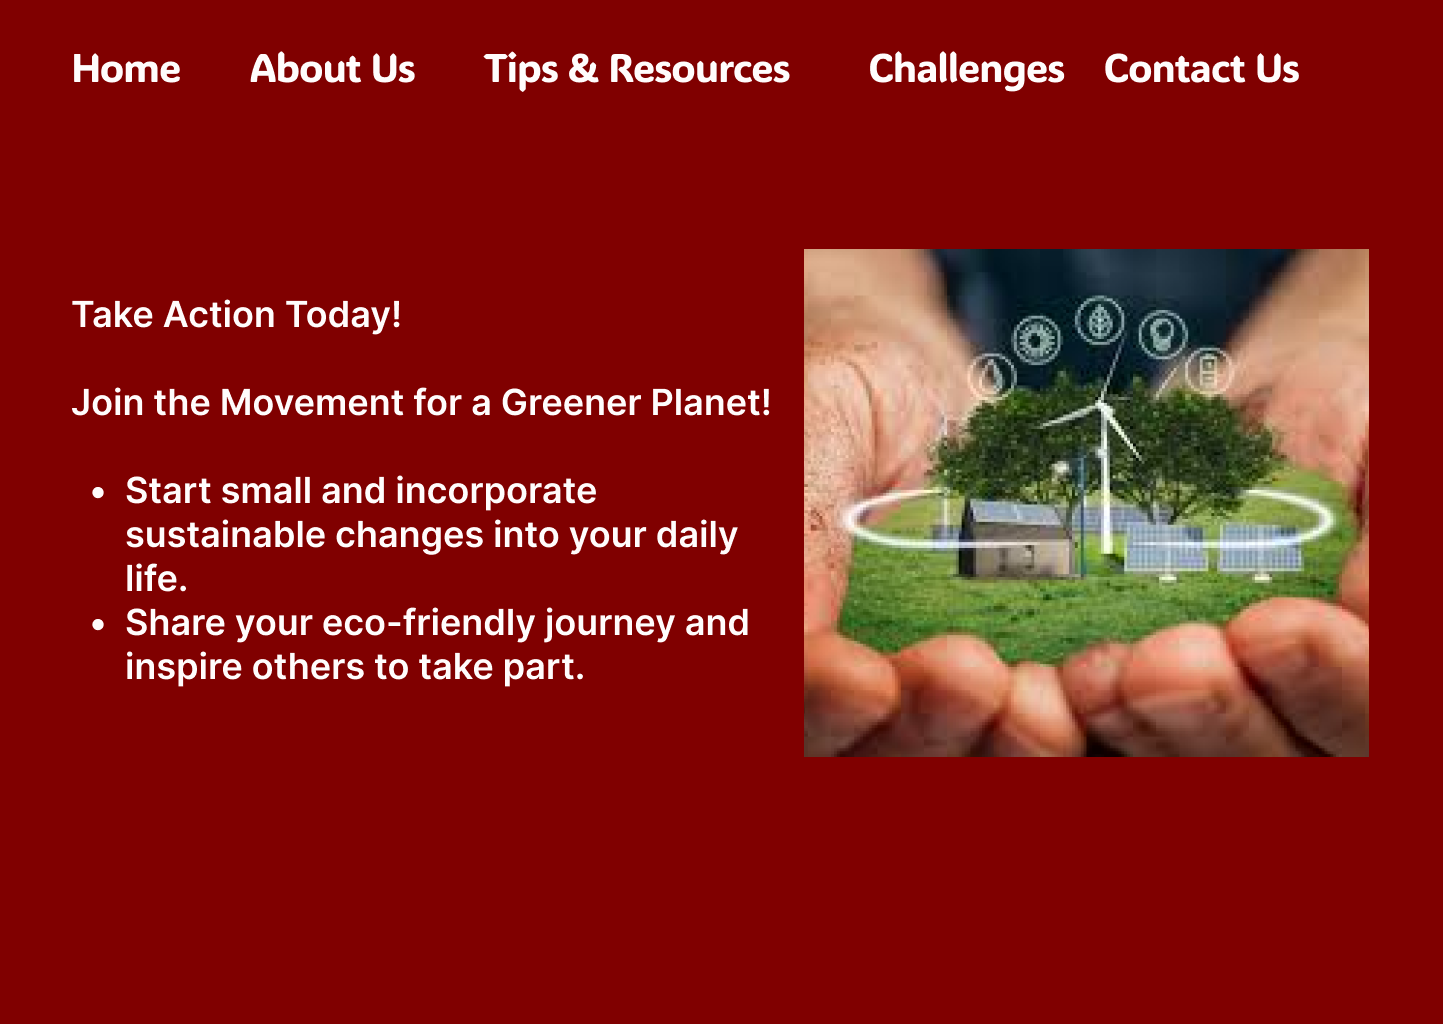 Home About Us Tips & Resources Challenges Contact Us
Take Action Today!
Join the Movement for a Greener Planet!
• Start small and incorporate
sustainable changes into your daily
life.
• Share your eco-friendly journey and
inspire others to take part.